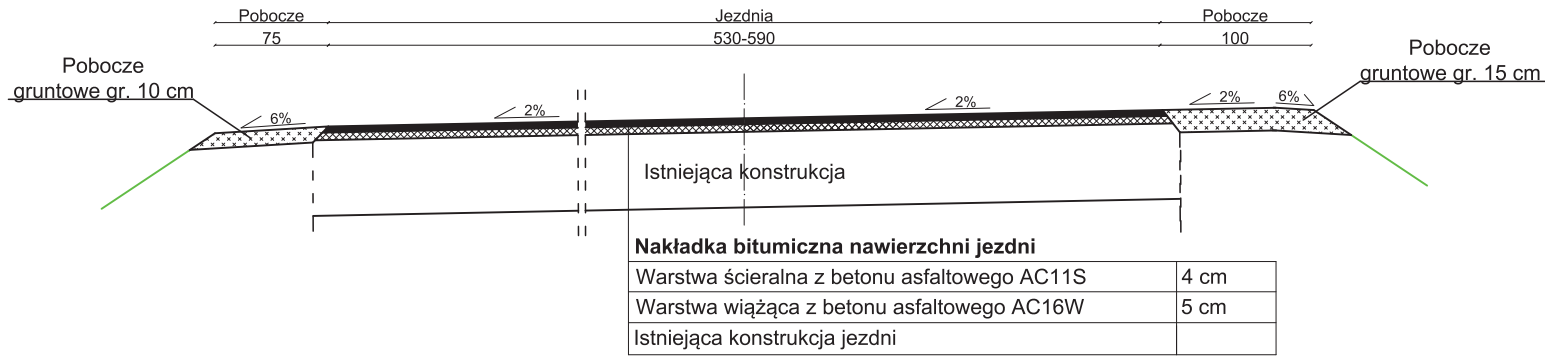 Pobocze Jezdnia Pobocze
75 530-590 100
Pobocze
gruntowe gr. 10 cm
Pobocze
gruntowe gr. 15 cm
6% 2% 2% 2% 6%
Istniejąca konstrukcja
Nakładka bitumiczna nawierzchni jezdni
Warstwa ścieralna z betonu asfaltowego AC11S 4 cm
Warstwa wiążąca z betonu asfaltowego AC16W 5 cm
Istniejąca konstrukcja jezdni